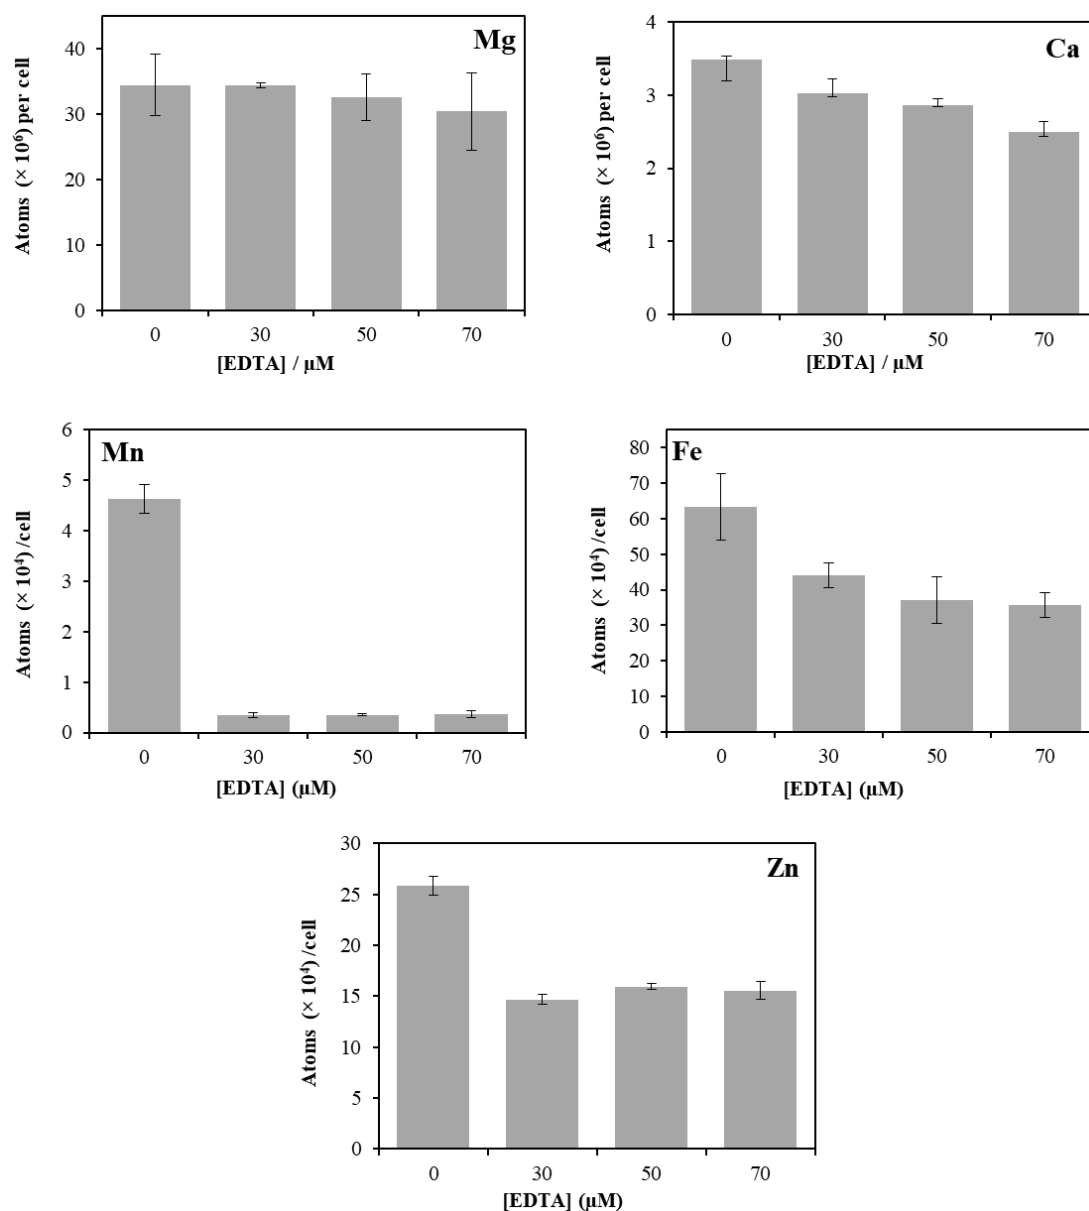 Mg
Atoms (× 10⁶) per cell
40
30
20
10
0
0 30 50 70
[EDTA] / µM
Ca
Atoms (× 10⁶) per cell
4
3
2
1
0
0 30 50 70
[EDTA] / µM
Mn
Atoms (× 10⁴) /cell
6
5
4
3
2
1
0
0 30 50 70
[EDTA] (µM)
Fe
Atoms (× 10⁴) /cell
80
70
60
50
40
30
20
10
0
0 30 50 70
[EDTA] (µM)
Zn
Atoms (× 10⁴) /cell
30
25
20
15
10
5
0
0 30 50 70
[EDTA] (µM)